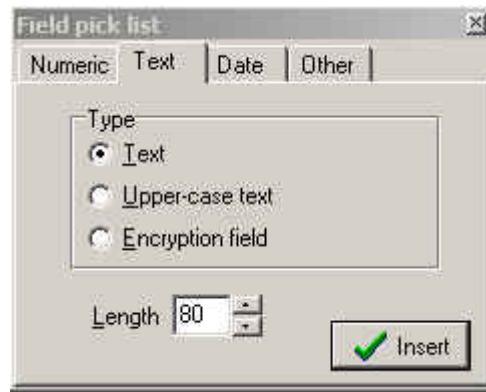 Field pick list
Numeric Text Date Other
Type
Text
Upper-case text
Encryption field
Length 80
Insert